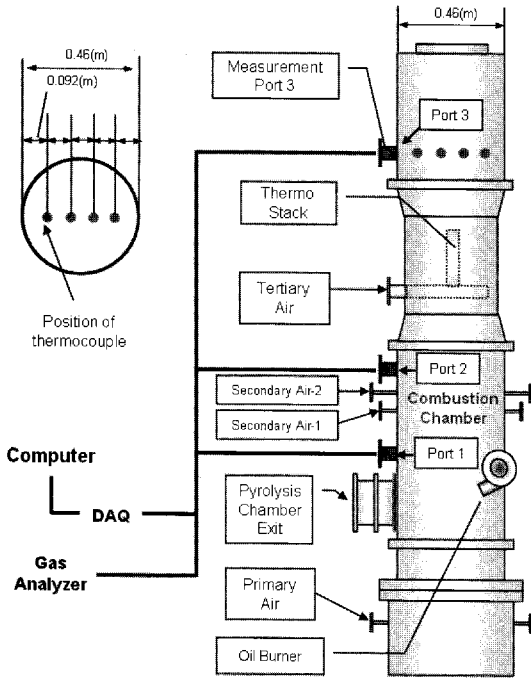 0.46(m)
0.092(m)
Position of
thermocouple
Computer
DAQ
Gas
Analyzer
0.46(m)
Measurement
Port 3
Port 3
Thermo
Stack
Tertiary
Air
Port 2
Secondary Air-2
Combustion
Chamber
Secondary Air-1
Port 1
Pyrolysis
Chamber
Exit
Primary
Air
Oil Burner